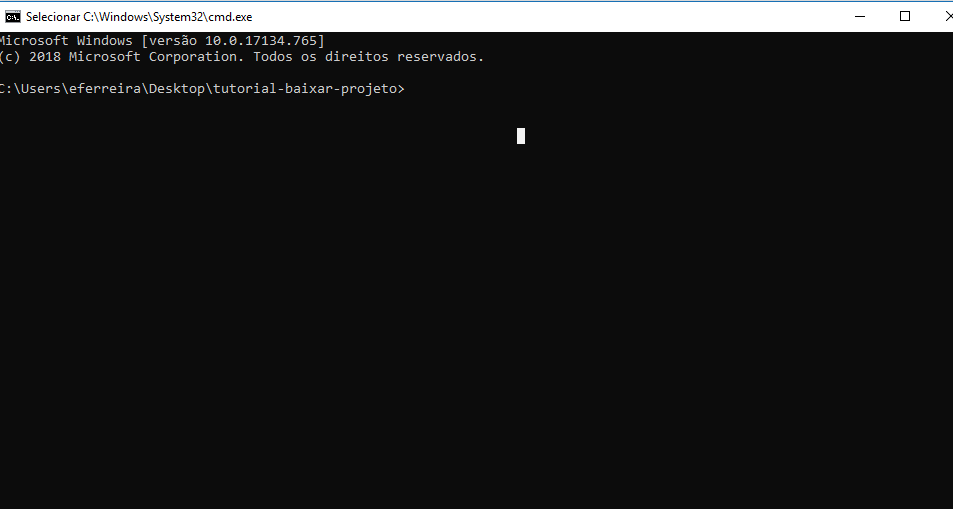 Selecionar C:\Windows\System32\cmd.exe
Microsoft Windows [versão 10.0.17134.765]
(c) 2018 Microsoft Corporation. Todos os direitos reservados.
C:\Users\eferreira\Desktop\tutorial-baixar-projeto>